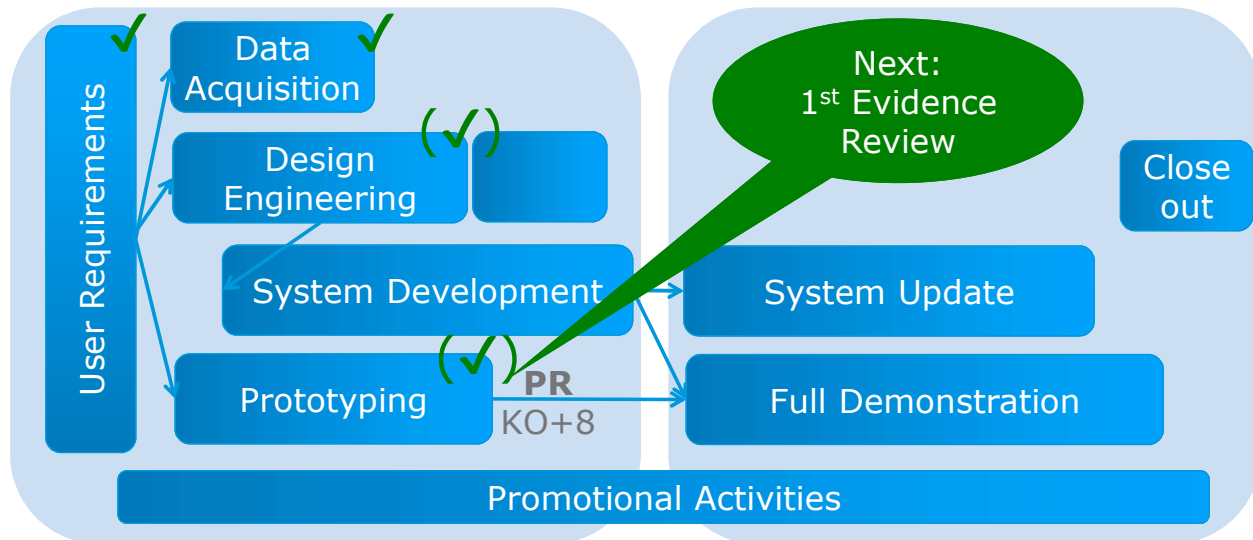 User Requirements
Data
Acquisition
Design
Engineering
System Development
Prototyping
PR
KO+8
Next:
1st Evidence
Review
Close
out
System Update
Full Demonstration
Promotional Activities